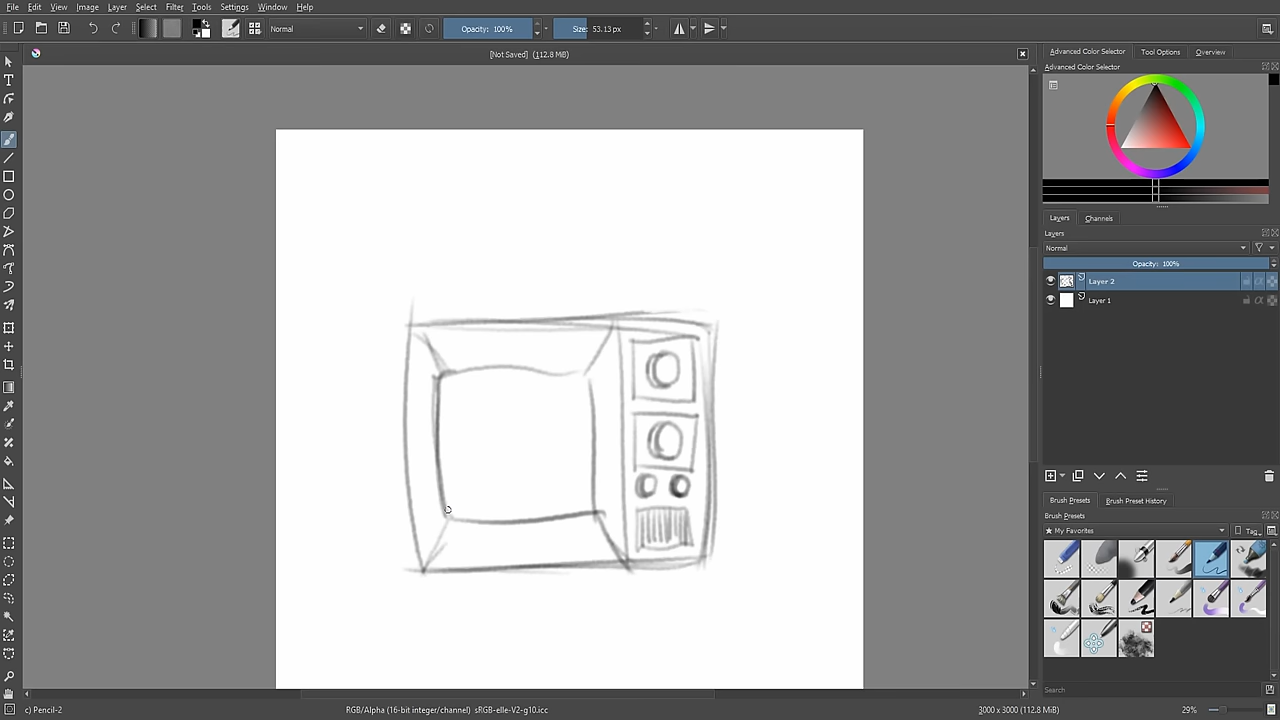 File Edit View Image Layer Select Filter Tools Settings Window Help
Normal Opacity: 100% Size: 53.13 px
[Not Saved] (112.8 MiB)
Advanced Color Selector Tool Options Overview
Advanced Color Selector
Layers Channels
Layers
Normal
Opacity: 100%
Layer 2
Layer 1
Brush Presets Brush Preset History
Brush Presets
★ My Favorites Tag
Search
c) Pencil-2 RGB/Alpha (16-bit integer/channel) sRGB-elle-V2-g10.icc 3000 x 3000 (112.8 MiB) 29%